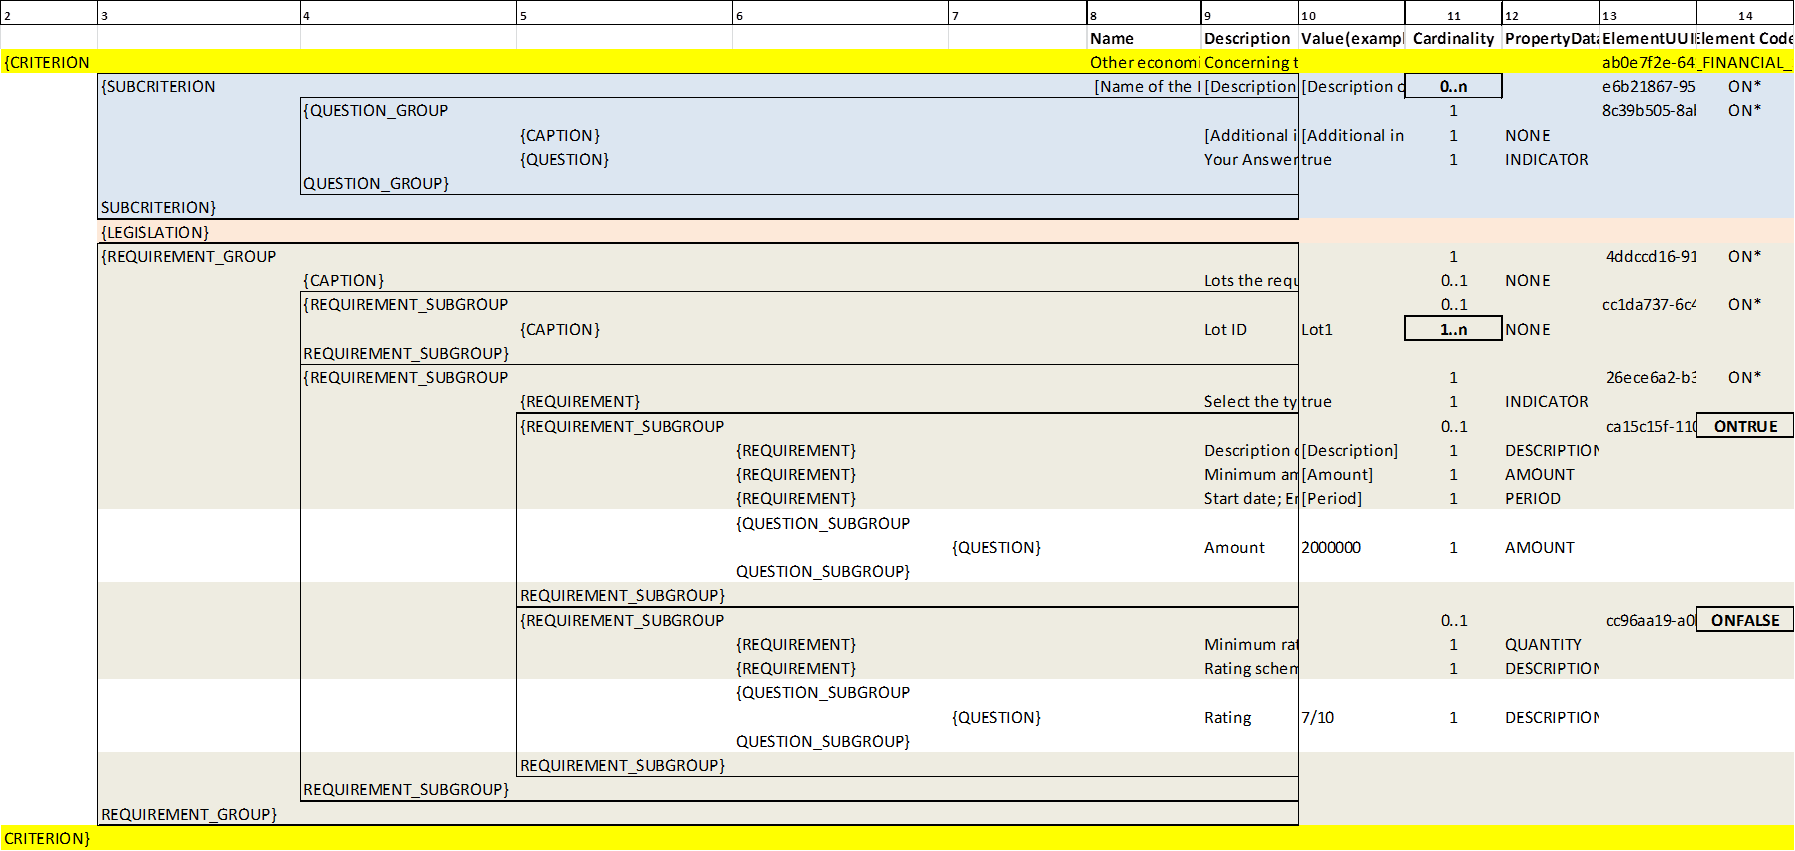 2 3 4 5 6 7 8 9 10 11 12 13 14
Name Description Value(exampl Cardinality PropertyData ElementUUI Element Code
{CRITERION Other economi Concerning t ab0e7f2e-64 _FINANCIAL_
{SUBCRITERION [Name of the [Description [Description 0..n e6b21867-95 ON*
{QUESTION_GROUP 1 8c39b505-8al ON*
{CAPTION} [Additional i [Additional in 1 NONE
{QUESTION} Your Answer true 1 INDICATOR
QUESTION_GROUP}
SUBCRITERION}
{LEGISLATION}
{REQUIREMENT_GROUP 1 4ddccd16-91 ON*
{CAPTION} Lots the requ 0..1 NONE
{REQUIREMENT_SUBGROUP 0..1 cc1da737-6c4 ON*
{CAPTION} Lot ID Lot1 1..n NONE
REQUIREMENT_SUBGROUP}
{REQUIREMENT_SUBGROUP 1 26ece6a2-b3 ON*
{REQUIREMENT} Select the ty true 1 INDICATOR
{REQUIREMENT_SUBGROUP 0..1 ca15c15f-110 ONTRUE
{REQUIREMENT} Description [Description] 1 DESCRIPTION
{REQUIREMENT} Minimum am [Amount] 1 AMOUNT
{REQUIREMENT} Start date; En [Period] 1 PERIOD
{QUESTION_SUBGROUP
{QUESTION} Amount 2000000 1 AMOUNT
QUESTION_SUBGROUP}
REQUIREMENT_SUBGROUP}
{REQUIREMENT_SUBGROUP 0..1 cc96aa19-a0 ONFALSE
{REQUIREMENT} Minimum rat 1 QUANTITY
{REQUIREMENT} Rating schem 1 DESCRIPTION
{QUESTION_SUBGROUP
{QUESTION} Rating 7/10 1 DESCRIPTION
QUESTION_SUBGROUP}
REQUIREMENT_SUBGROUP}
REQUIREMENT_SUBGROUP}
REQUIREMENT_GROUP}
CRITERION}